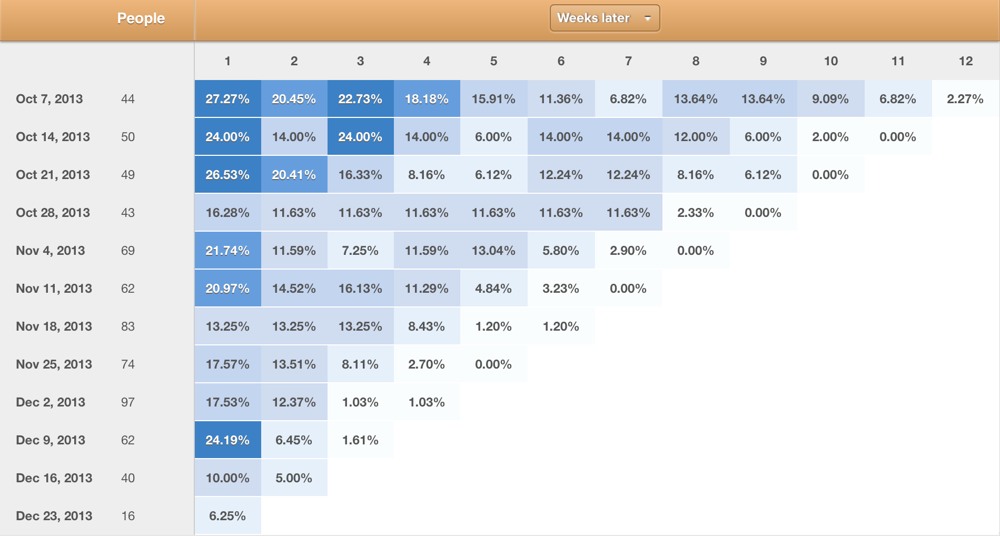 People Weeks later
1 2 3 4 5 6 7 8 9 10 11 12
Oct 7, 2013 44 27.27% 20.45% 22.73% 18.18% 15.91% 11.36% 6.82% 13.64% 13.64% 9.09% 6.82% 2.27%
Oct 14, 2013 50 24.00% 14.00% 24.00% 14.00% 6.00% 14.00% 14.00% 12.00% 6.00% 2.00% 0.00%
Oct 21, 2013 49 26.53% 20.41% 16.33% 8.16% 6.12% 12.24% 12.24% 8.16% 6.12% 0.00%
Oct 28, 2013 43 16.28% 11.63% 11.63% 11.63% 11.63% 11.63% 11.63% 2.33% 0.00%
Nov 4, 2013 69 21.74% 11.59% 7.25% 11.59% 13.04% 5.80% 2.90% 0.00%
Nov 11, 2013 62 20.97% 14.52% 16.13% 11.29% 4.84% 3.23% 0.00%
Nov 18, 2013 83 13.25% 13.25% 13.25% 8.43% 1.20% 1.20%
Nov 25, 2013 74 17.57% 13.51% 8.11% 2.70% 0.00%
Dec 2, 2013 97 17.53% 12.37% 1.03% 1.03%
Dec 9, 2013 62 24.19% 6.45% 1.61%
Dec 16, 2013 40 10.00% 5.00%
Dec 23, 2013 16 6.25%